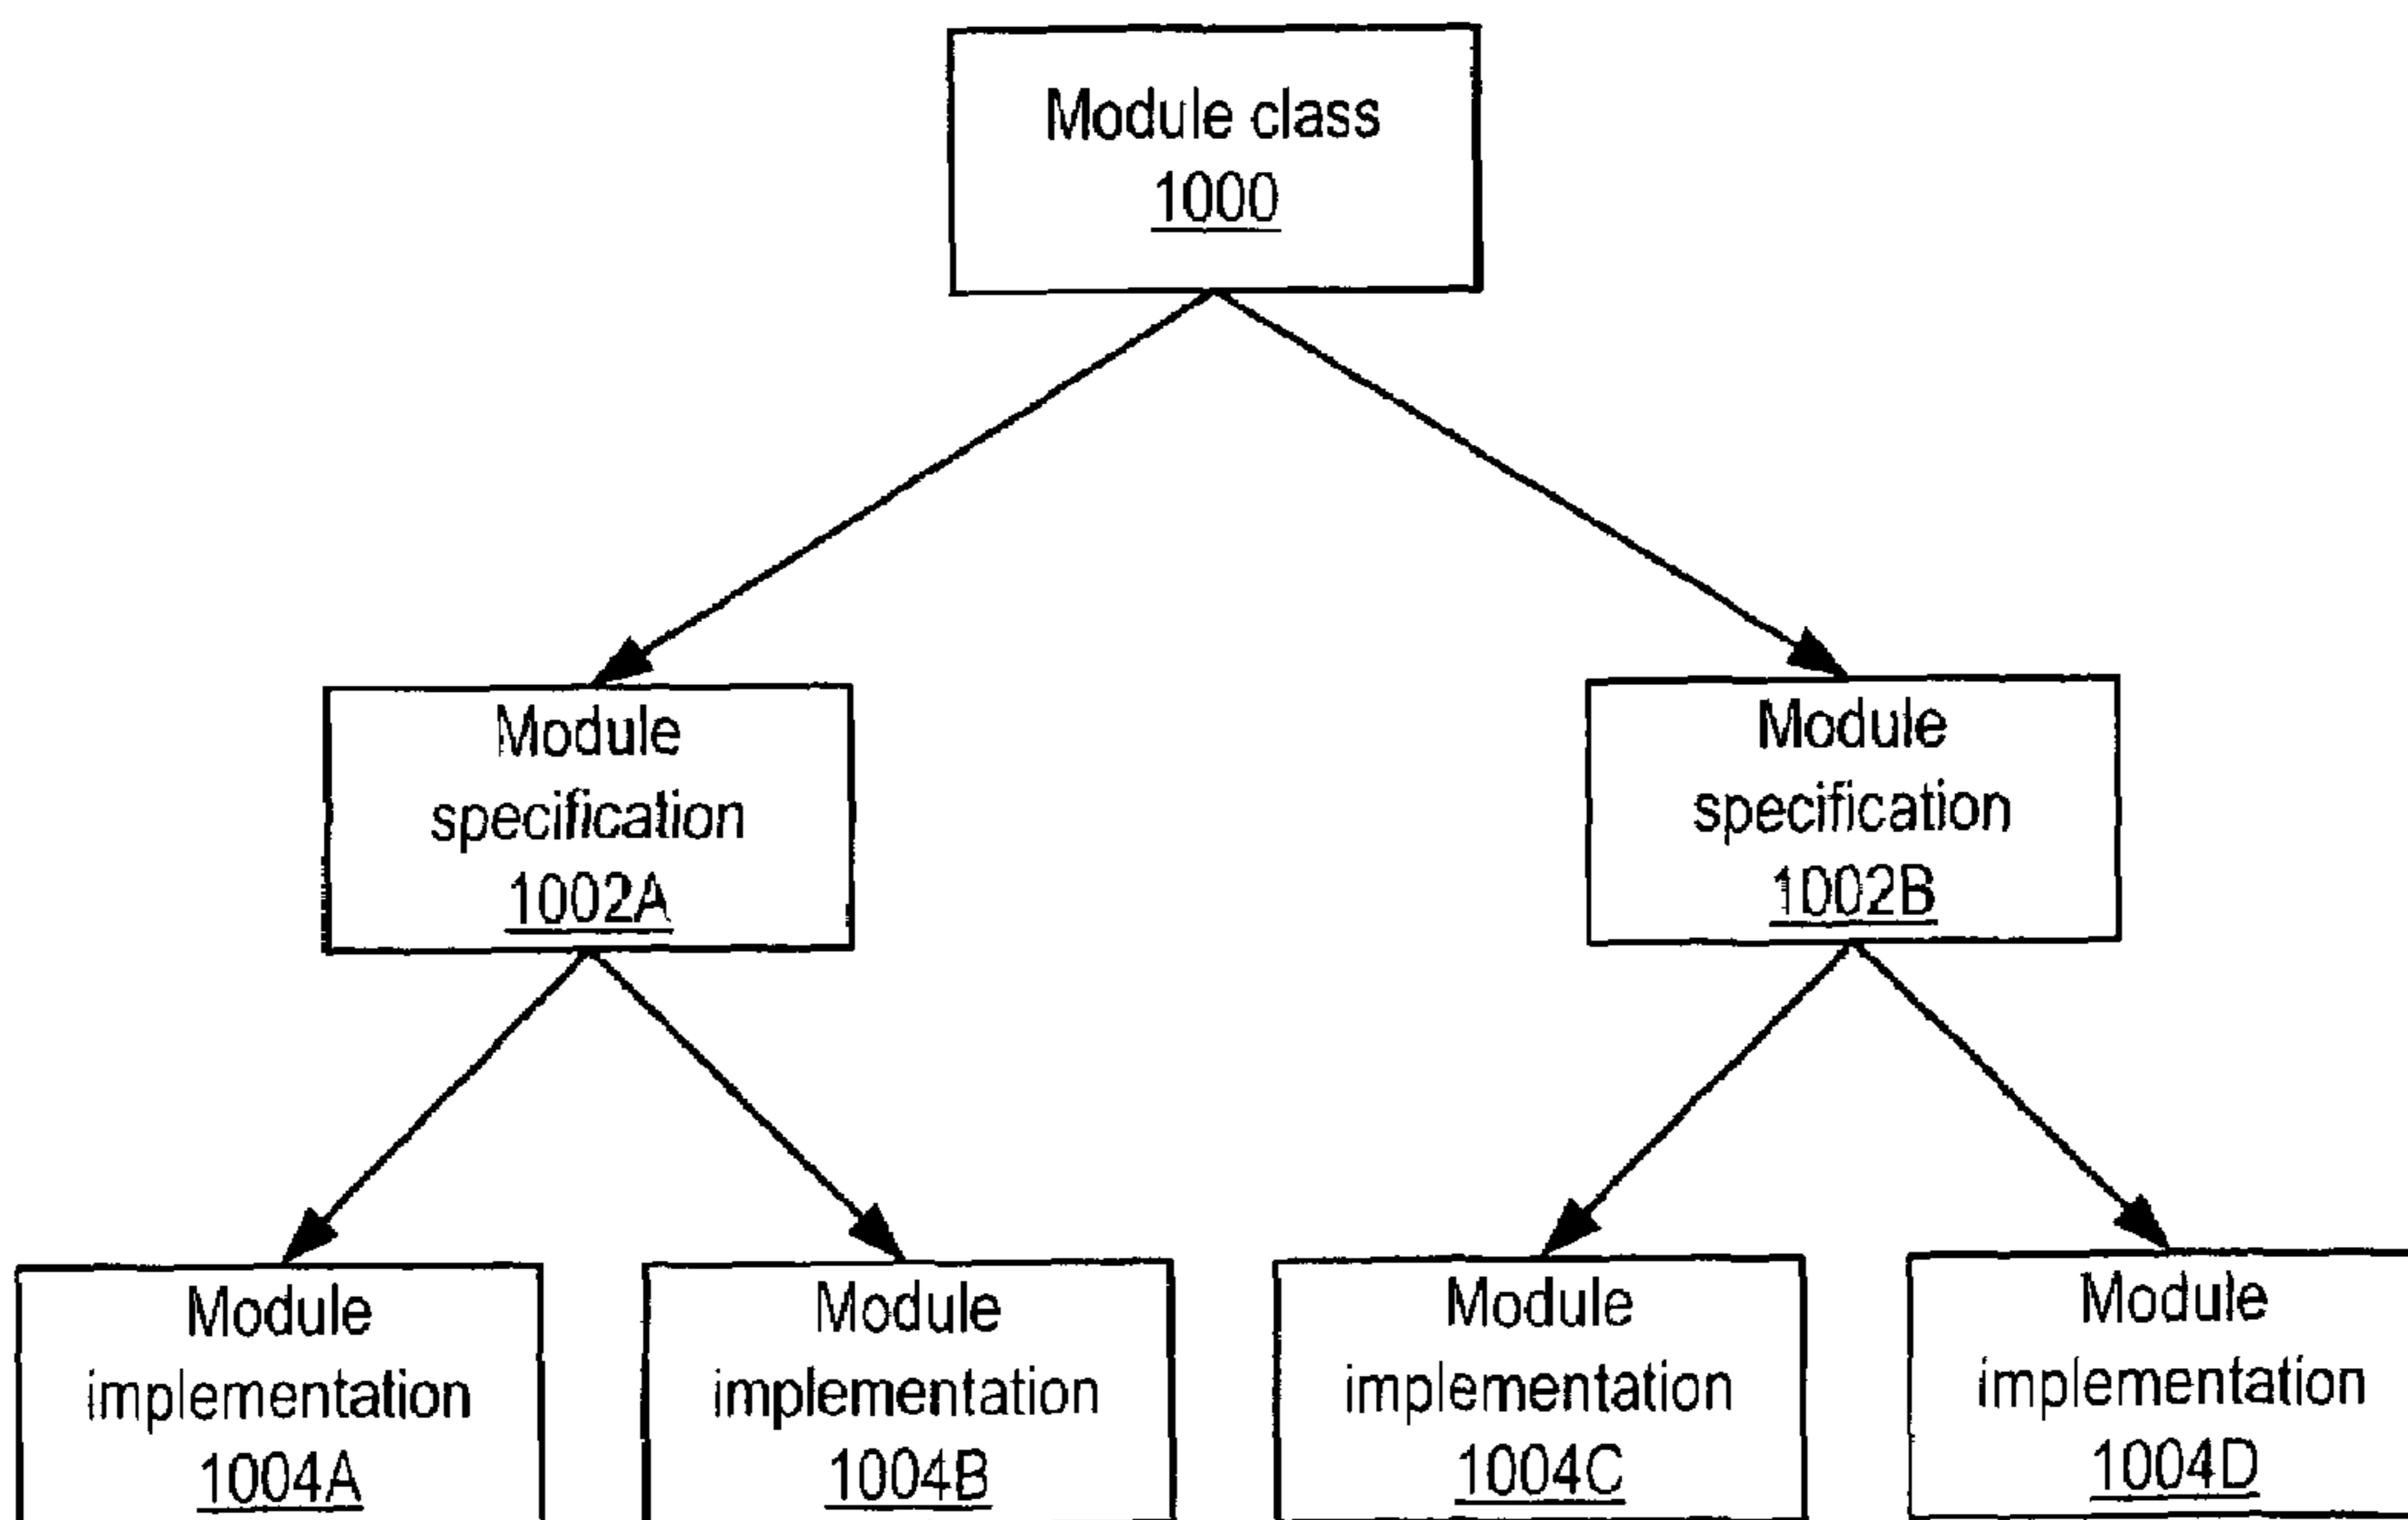 Module class
1000
Module
specification
1002A
Module
specification
1002B
Module
implementation
1004A
Module
implementation
1004B
Module
implementation
1004C
Module
implementation
1004D